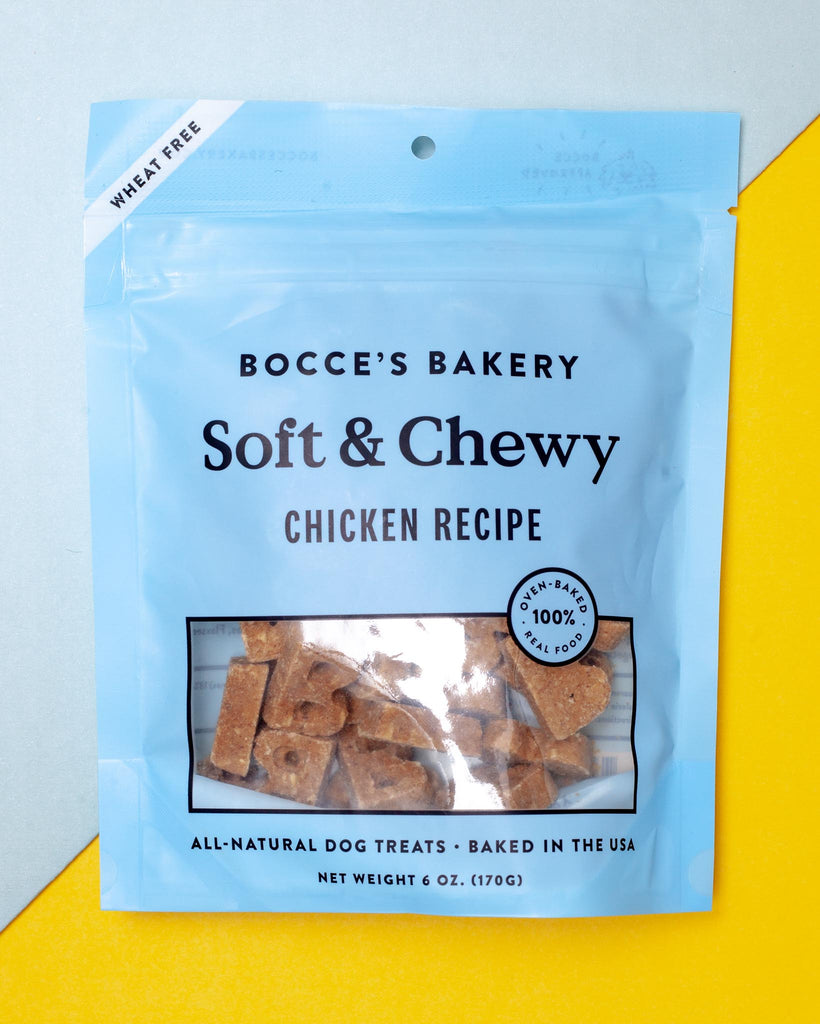 WHEAT FREE
BOCCE'S BAKERY
Soft & Chewy
CHICKEN RECIPE
OVEN-BAKED
100%
REAL FOOD
ALL-NATURAL DOG TREATS • BAKED IN THE USA
NET WEIGHT 6 OZ. (170G)